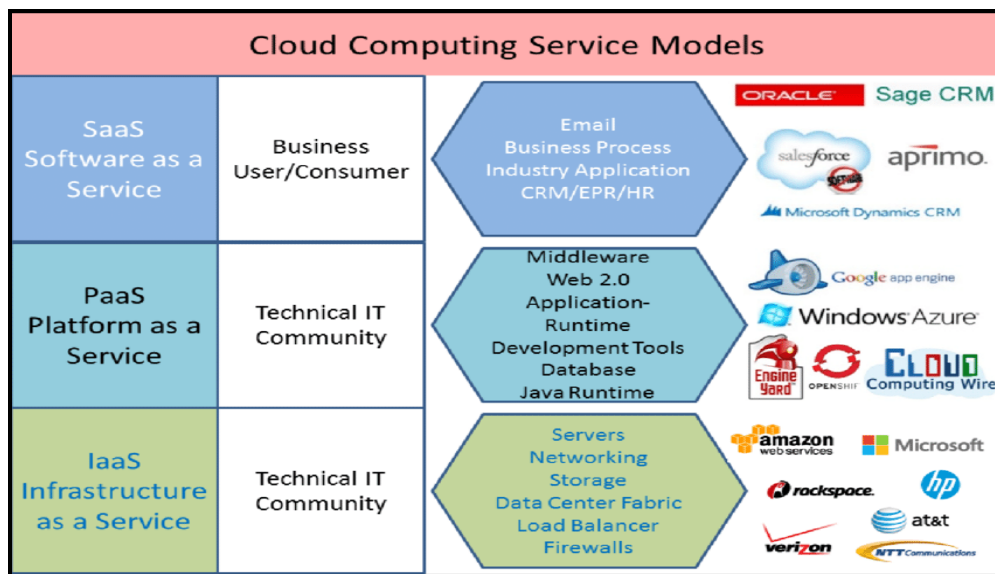 Cloud Computing Service Models
SaaS
Software as a
Service
Business
User/Consumer
Email
Business Process
Industry Application
CRM/EPR/HR
ORACLE
Sage CRM
salesforce
SOFTWARE
aprimo.
Microsoft Dynamics CRM
PaaS
Platform as a
Service
Technical IT
Community
Middleware
Web 2.0
Application-
Runtime
Development Tools
Database
Java Runtime
Google app engine
Windows Azure
Engine
Yard
OPENSHIF
CLOUD
Computing Wire
IaaS
Infrastructure
as a Service
Technical IT
Community
Servers
Networking
Storage
Data Center Fabric
Load Balancer
Firewalls
amazon
web services
Microsoft
rackspace.
hp
at&t
verizon
NTT Communications